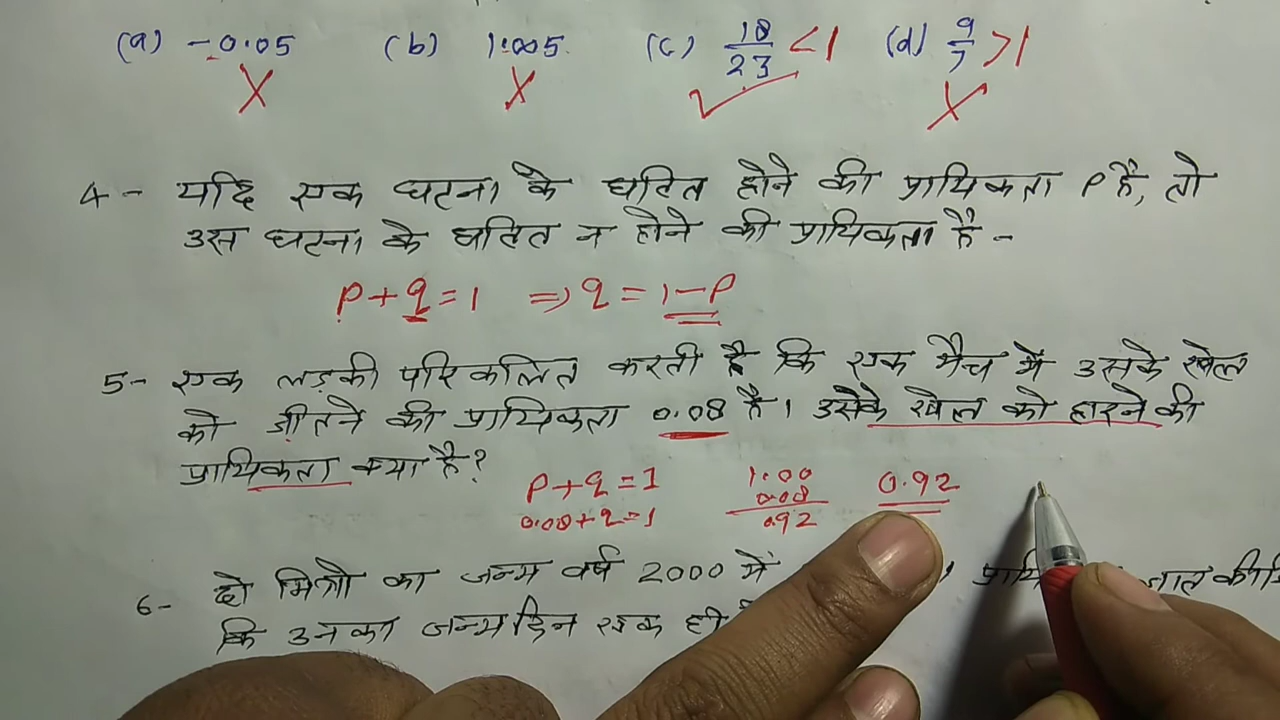 (a) -0.05 (b) 1.005 (c) 18/23 < 1 (d) 9/7 > 1
4- यदि एक घटना के घटित होने की प्रायिकता P है, तो
उस घटना के घटित न होने की प्रायिकता है -
P + q = 1 ⇒ q = 1 - P
5- एक लड़की परिकलित करती है कि एक मैच में उसके खेल
को जीतने की प्रायिकता 0.08 है। उसके खेल को हारने की
प्रायिकता क्या है?
P + q = 1 1.00 0.92
0.08 + q = 1 0.08
0.92
6- दो मित्रो का जन्म वर्ष 2000 में
कि उनका जन्मदिन एक ही